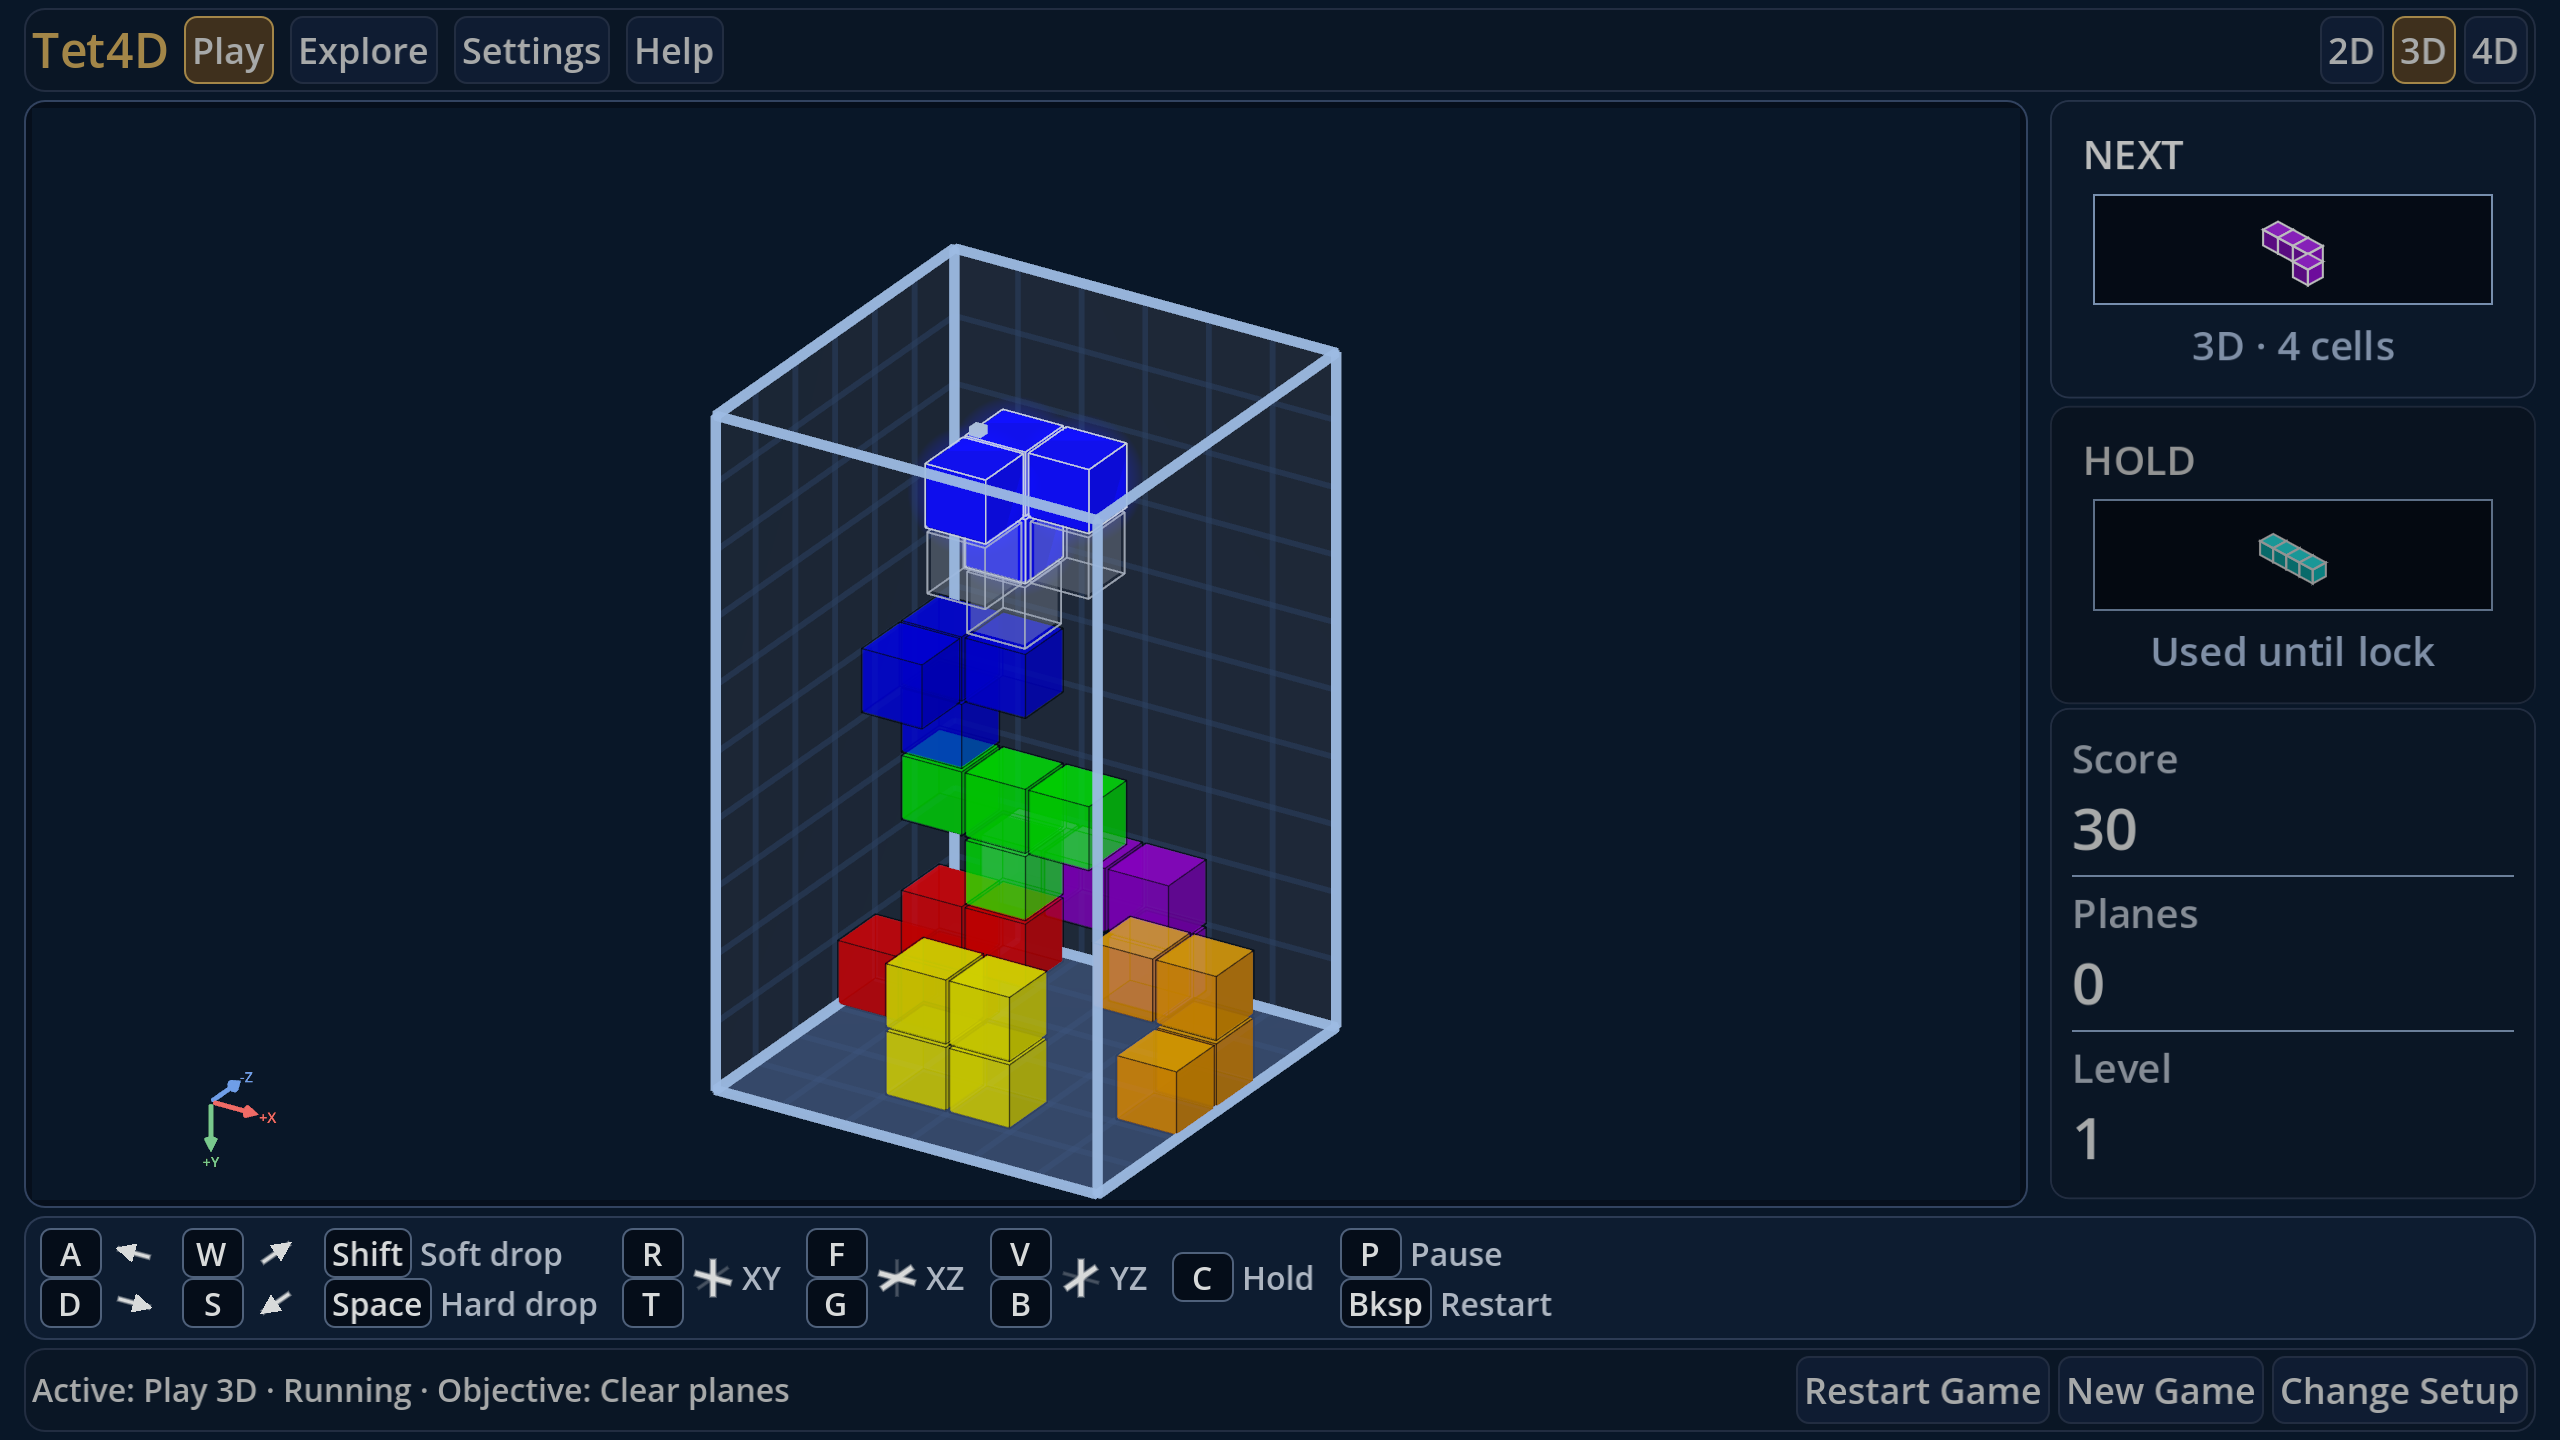 Tet4D Play Explore Settings Help 2D 3D 4D
NEXT
3D · 4 cells
HOLD
Used until lock
Score
30
Planes
0
Level
1
-Z
+X
+Y
A W Shift Soft drop R F V P Pause
XY XZ YZ C Hold
D S Space Hard drop T G B Bksp Restart
Active: Play 3D · Running · Objective: Clear planes Restart Game New Game Change Setup